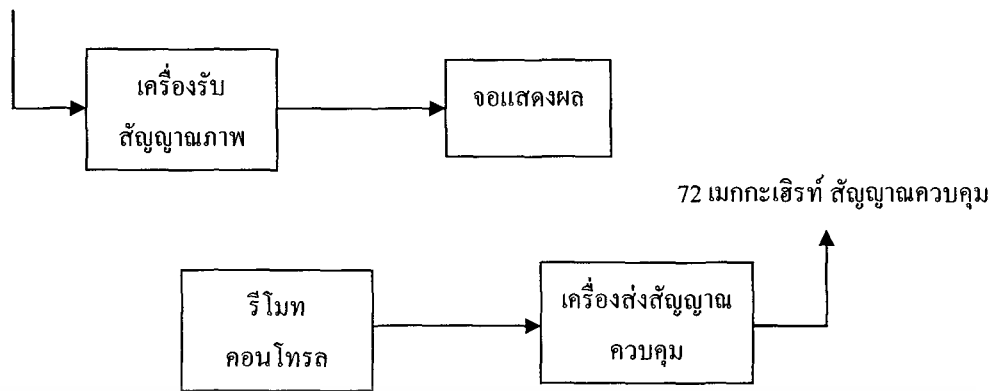 เครื่องรับ
สัญญาณภาพ
จอแสดงผล
72 เมกกะเฮิรท์ สัญญาณควบคุม
รีโมท
คอนโทรล
เครื่องส่งสัญญาณ
ควบคุม